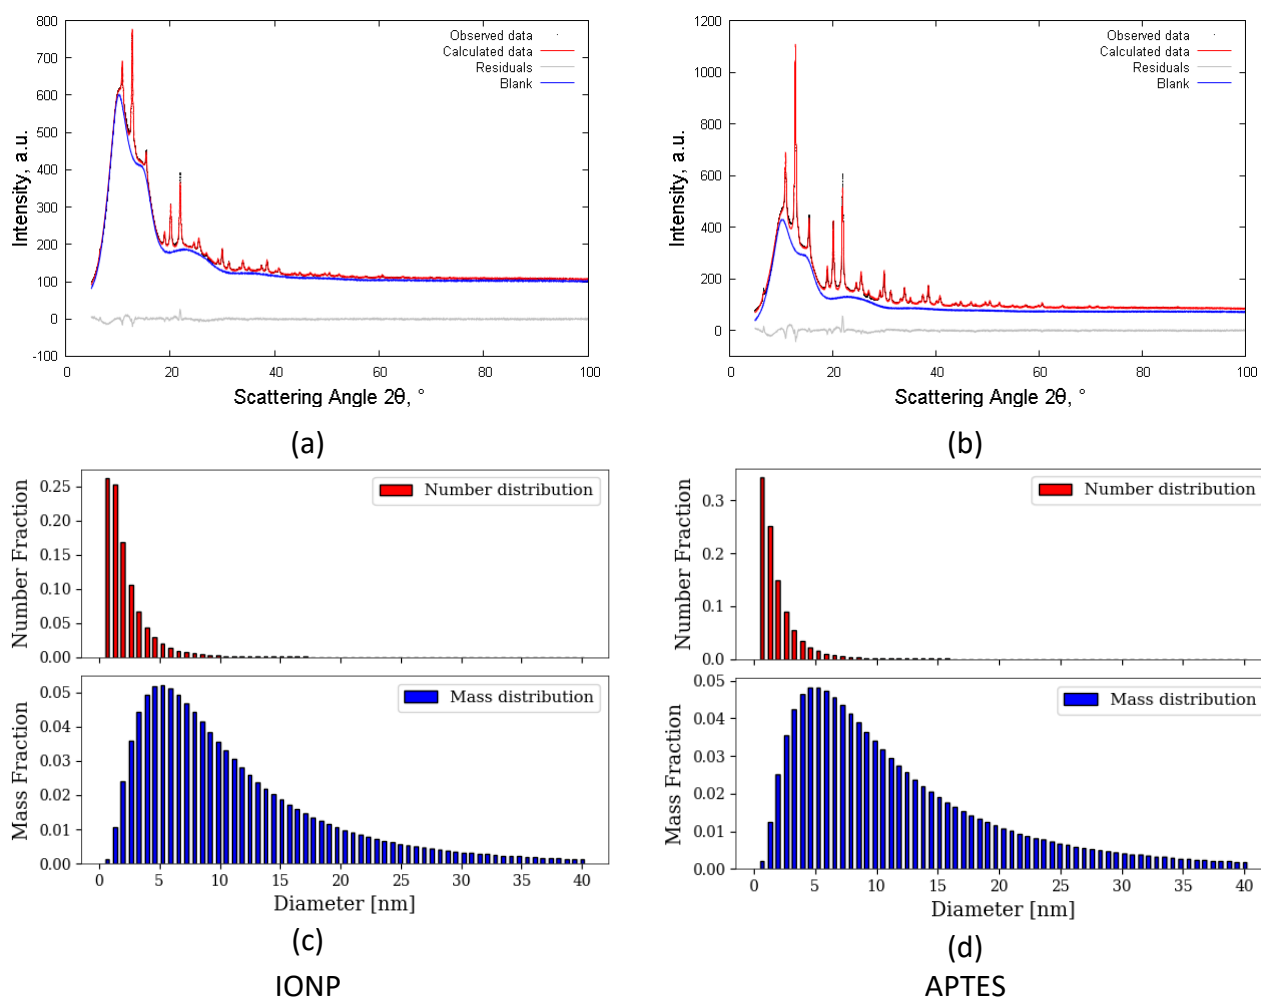 Observed data
Calculated data
Residuals
Blank
800
700
600
500
400
300
200
100
0
-100
0 20 40 60 80 100
Intensity, a.u.
Scattering Angle 2θ, °
(a)
Observed data
Calculated data
Residuals
Blank
1200
1000
800
600
400
200
0
0 20 40 60 80 100
Intensity, a.u.
Scattering Angle 2θ, °
(b)
Number distribution
0.25
0.20
0.15
0.10
0.05
0.00
Number Fraction
Mass distribution
0.05
0.04
0.03
0.02
0.01
0.00
Mass Fraction
0 5 10 15 20 25 30 35 40
Diameter [nm]
(c)
IONP
Number distribution
0.3
0.2
0.1
0.0
Number Fraction
Mass distribution
0.05
0.04
0.03
0.02
0.01
0.00
Mass Fraction
0 5 10 15 20 25 30 35 40
Diameter [nm]
(d)
APTES